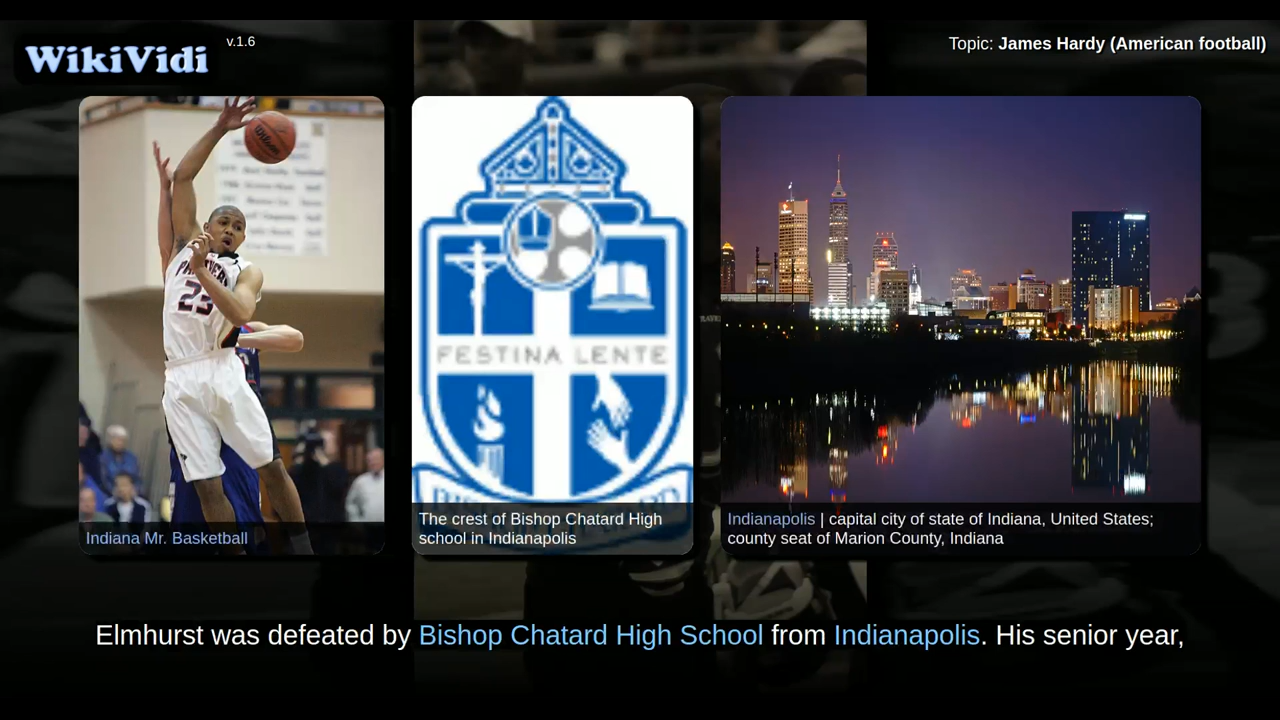 WikiVidi
v.1.6
Topic: James Hardy (American football)
Wilson
23
FESTINA LENTE
Indiana Mr. Basketball
The crest of Bishop Chatard High
school in Indianapolis
Indianapolis | capital city of state of Indiana, United States;
county seat of Marion County, Indiana
Elmhurst was defeated by Bishop Chatard High School from Indianapolis. His senior year,